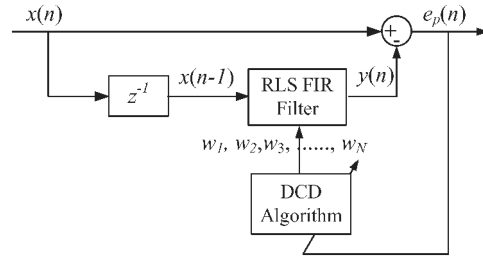 x(n)
e_p(n)
+
-
z^-1
x(n-1)
RLS FIR
Filter
y(n)
w_1, w_2,w_3, ......, w_N
DCD
Algorithm